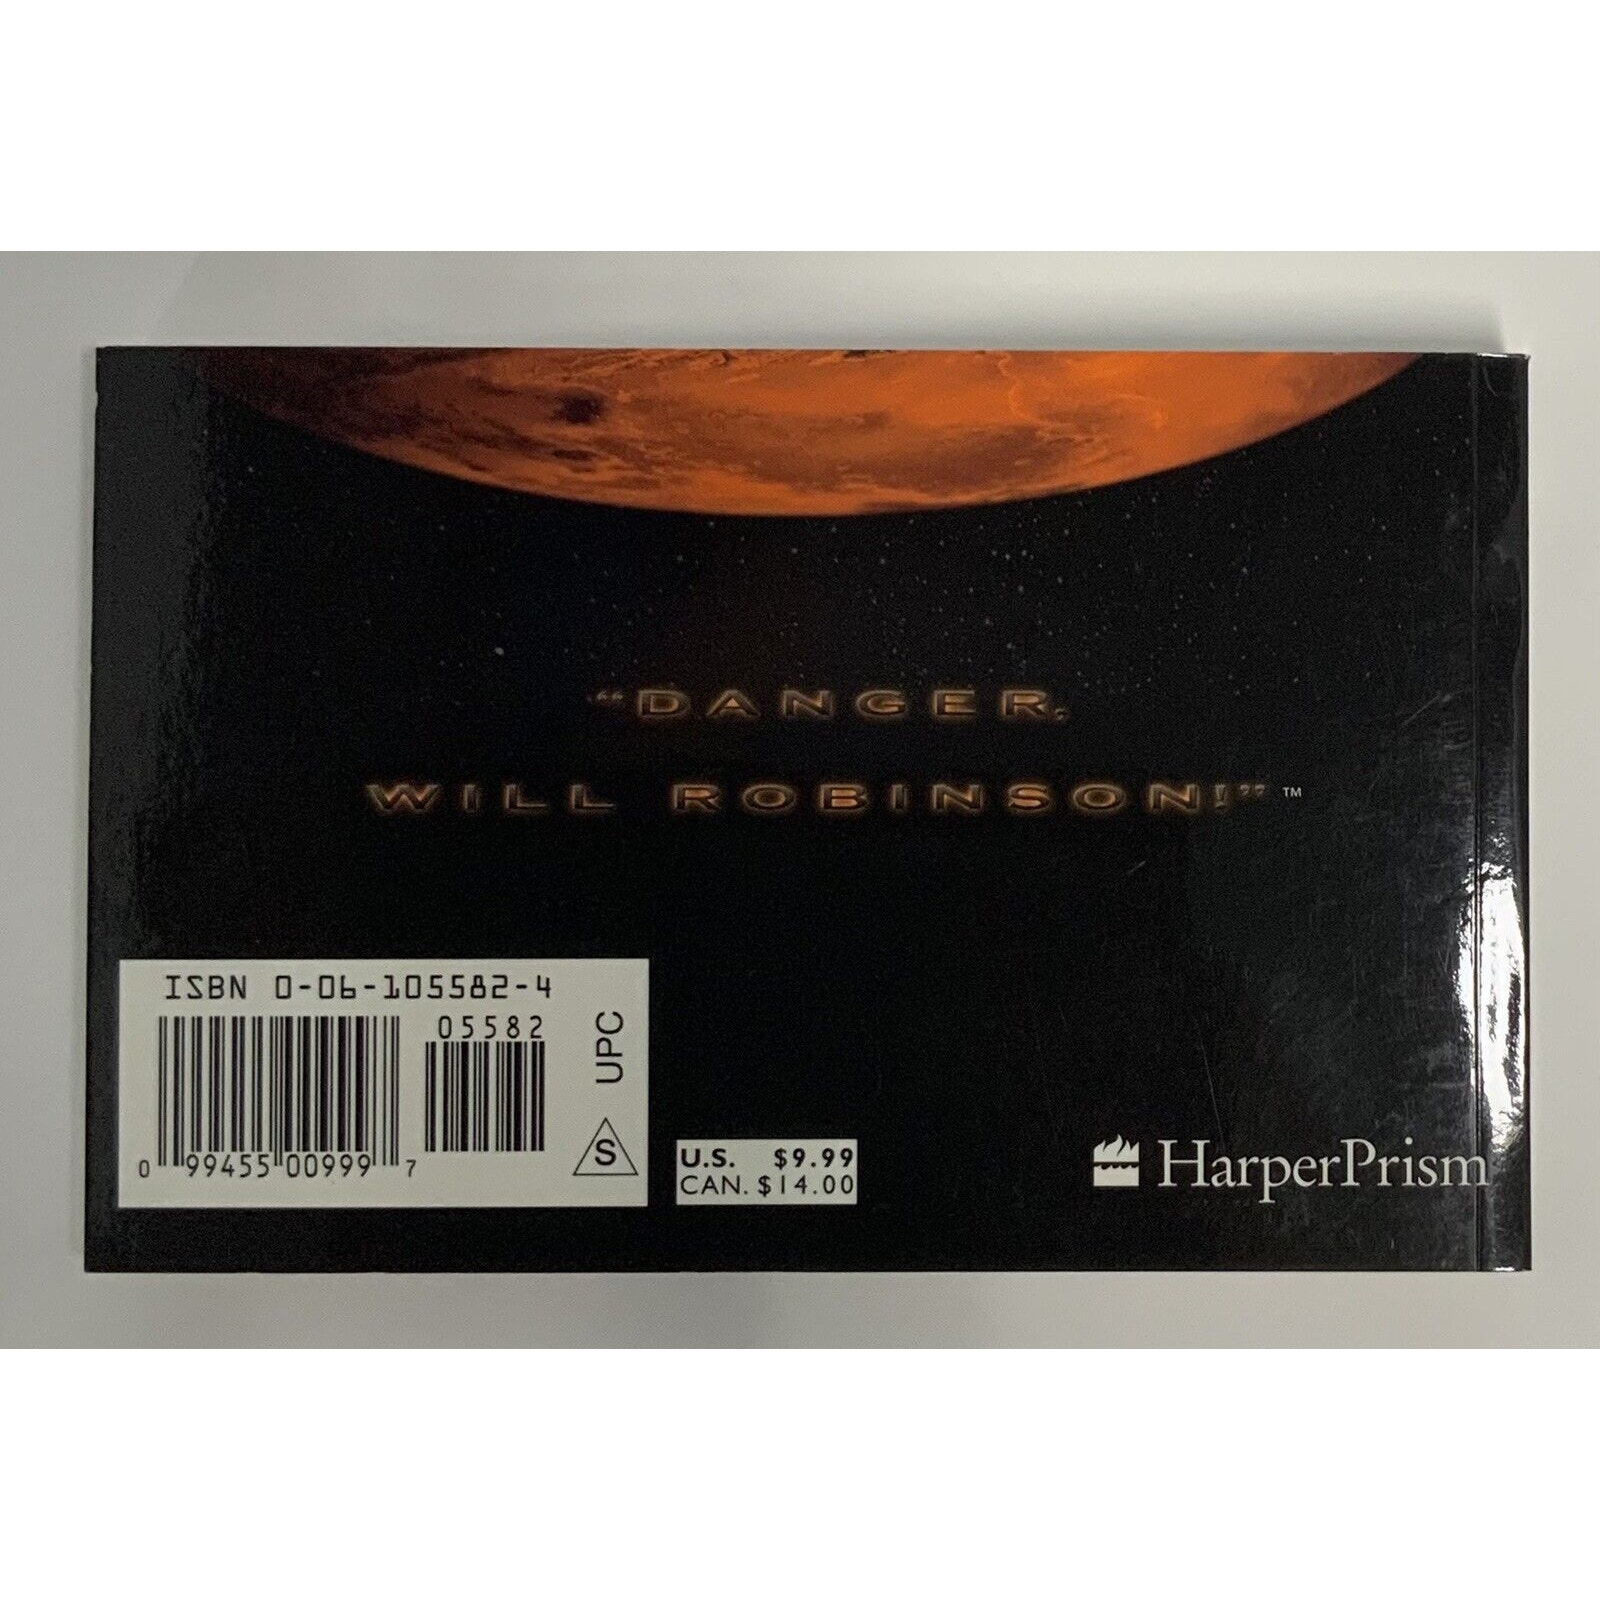 “DANGER,
WILL ROBINSON!” ™
ISBN 0-06-105582-4
05582
UPC
0 99455 00999 7
S
U.S. $9.99
CAN. $14.00
HarperPrism